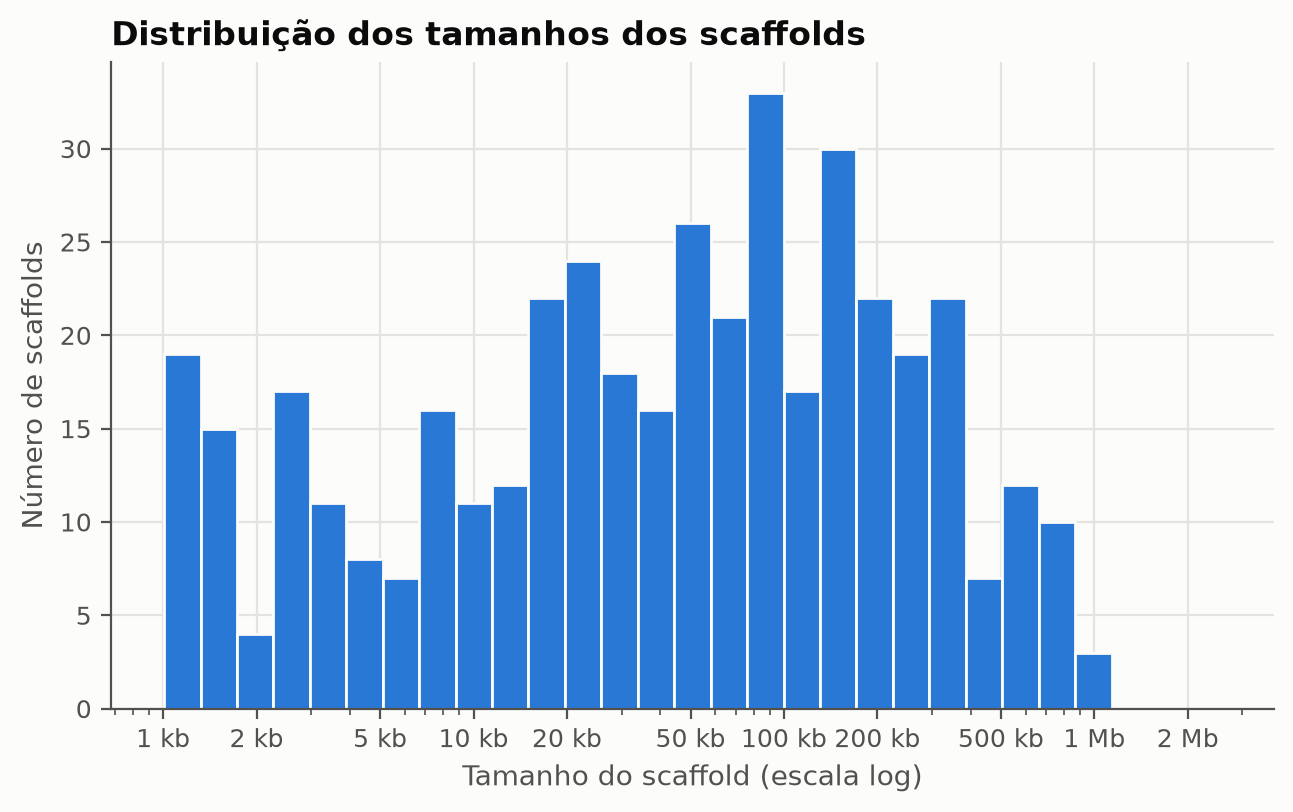 Distribuição dos tamanhos dos scaffolds
Número de scaffolds
30
25
20
15
10
5
0
1 kb 2 kb 5 kb 10 kb 20 kb 50 kb 100 kb 200 kb 500 kb 1 Mb 2 Mb
Tamanho do scaffold (escala log)